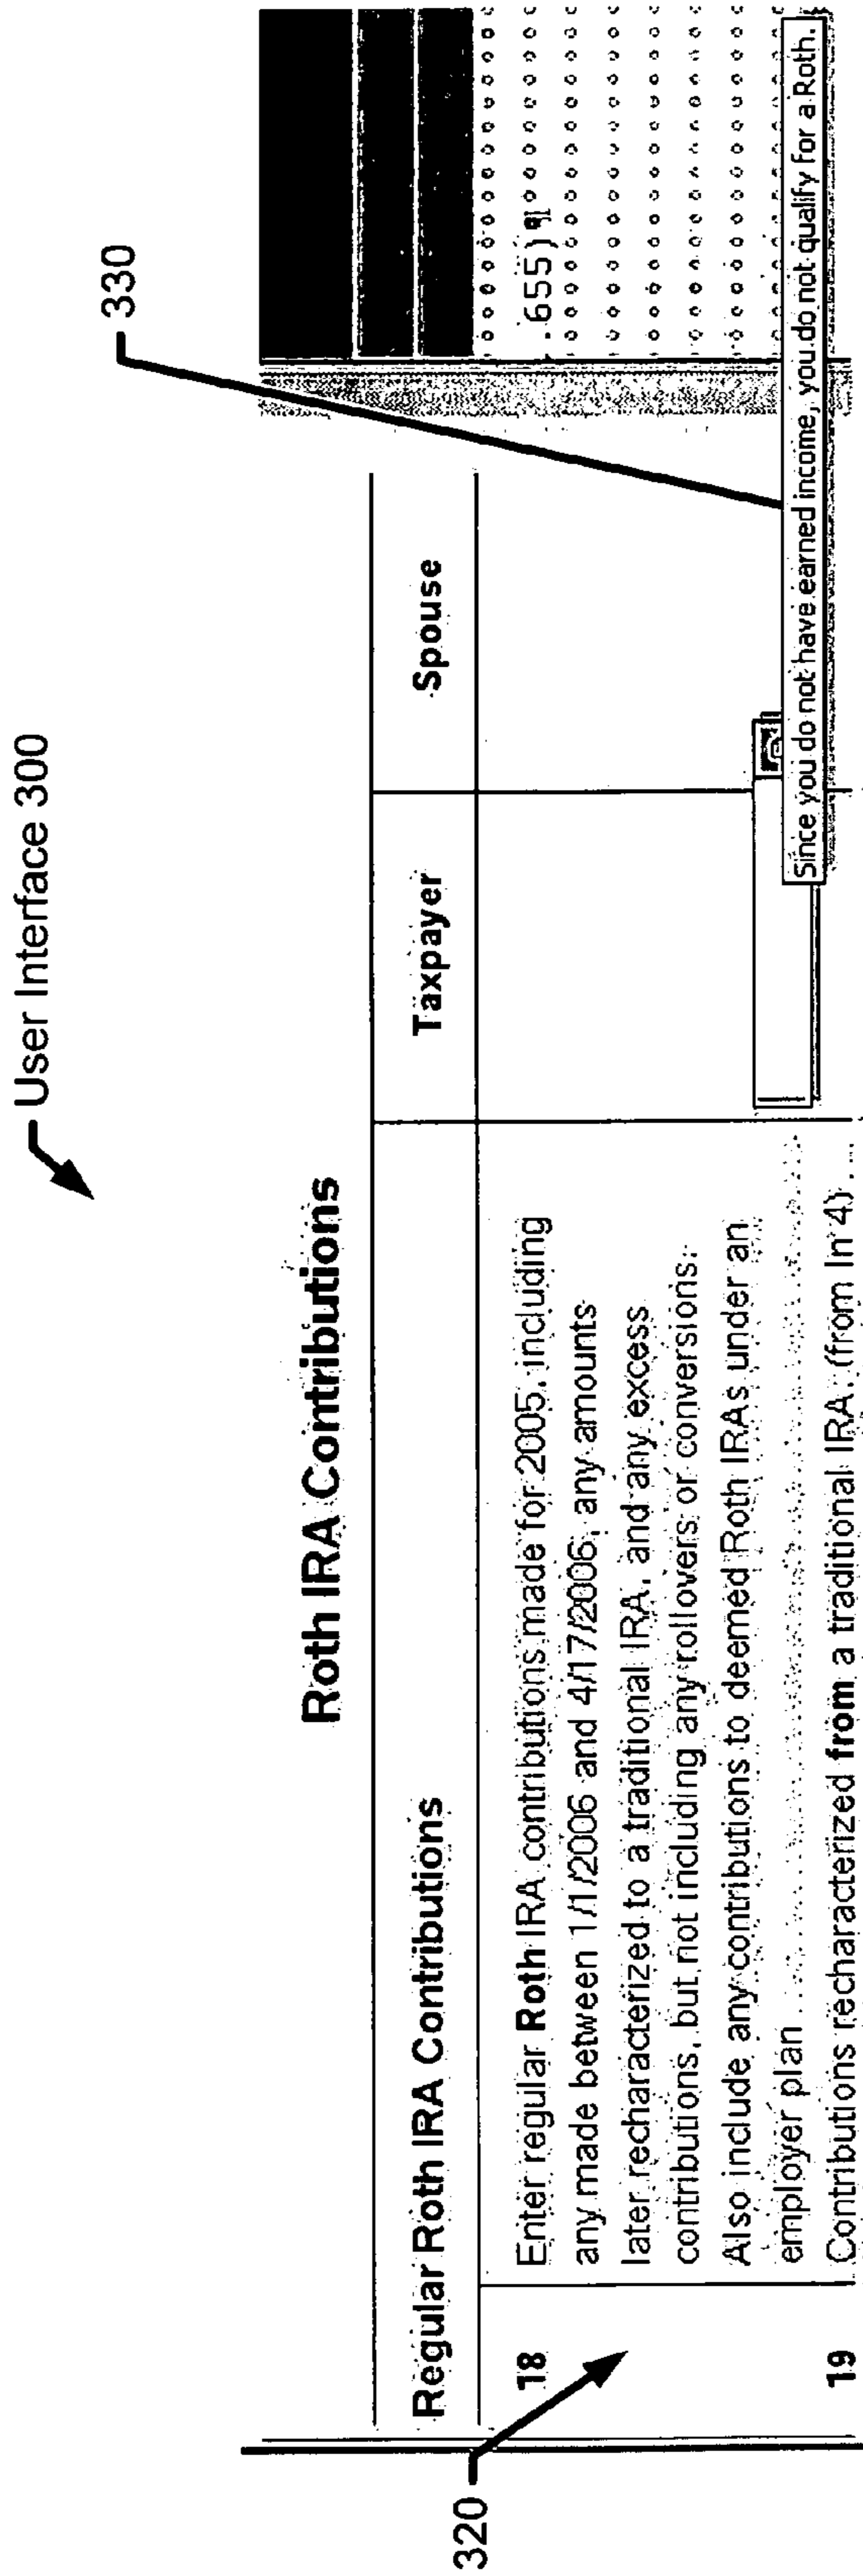 User Interface 300
330
Roth IRA Contributions
Regular Roth IRA Contributions Taxpayer Spouse
320
18 Enter regular Roth IRA contributions made for 2005, including
any made between 1/1/2006 and 4/17/2006, any amounts
later recharacterized to a traditional IRA, and any excess
contributions, but not including any rollovers or conversions.
Also include any contributions to deemed Roth IRAs under an
employer plan
.655)¶
Since you do not have earned income, you do not qualify for a Roth.
19 Contributions recharacterized from a traditional IRA. (from ln 4)